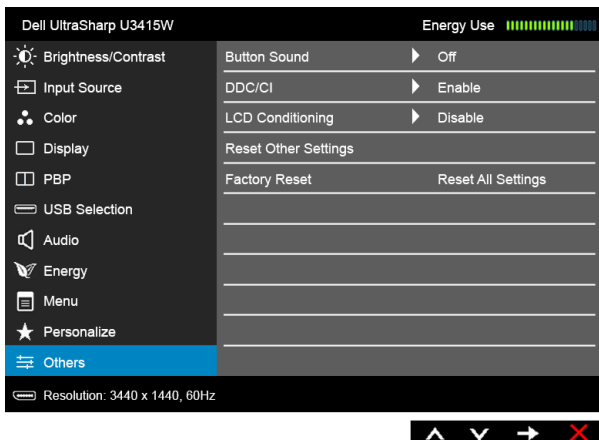 Dell UltraSharp U3415W Energy Use
Brightness/Contrast Button Sound Off
Input Source DDC/CI Enable
Color LCD Conditioning Disable
Display Reset Other Settings
PBP Factory Reset Reset All Settings
USB Selection
Audio
Energy
Menu
Personalize
Others
Resolution: 3440 x 1440, 60Hz